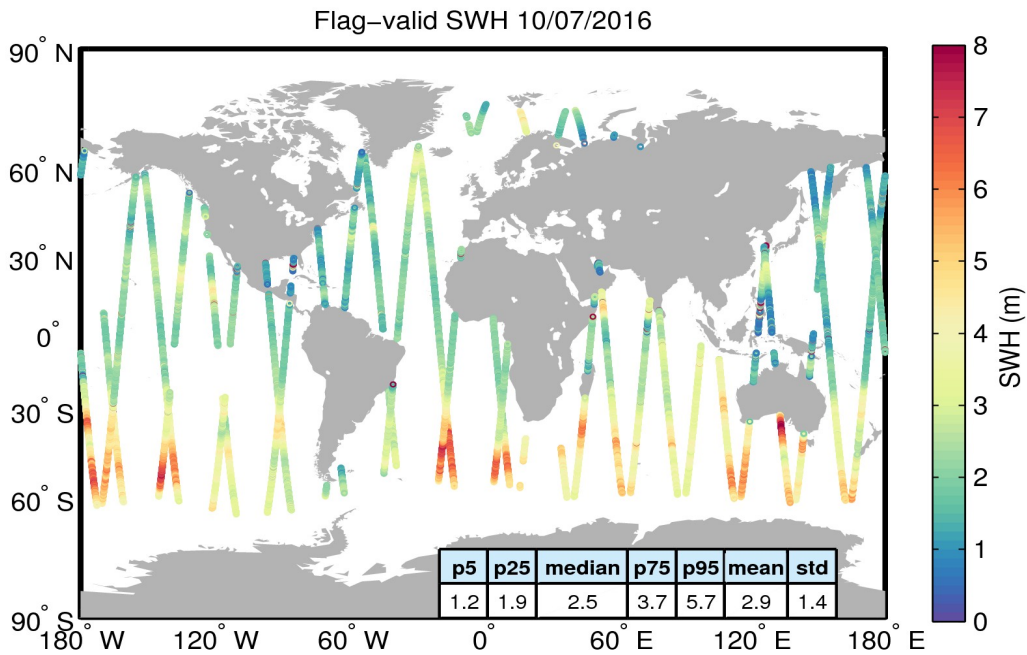 Flag−valid SWH 10/07/2016
90° N
60° N
30° N
0°
30° S
60° S
90° S
180° W
120° W
60° W
0°
60° E
120° E
180° E
p5 p25 median p75 p95 mean std
1.2 1.9 2.5 3.7 5.7 2.9 1.4
8
7
6
5
4
3
2
1
0
SWH (m)